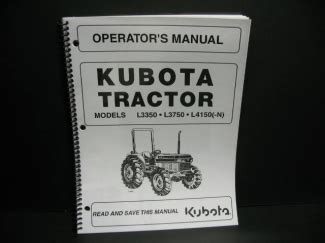 OPERATOR'S MANUAL
KUBOTA
TRACTOR
MODELS L3350 • L3750 • L4150(-N)
READ AND SAVE THIS MANUAL Kubota